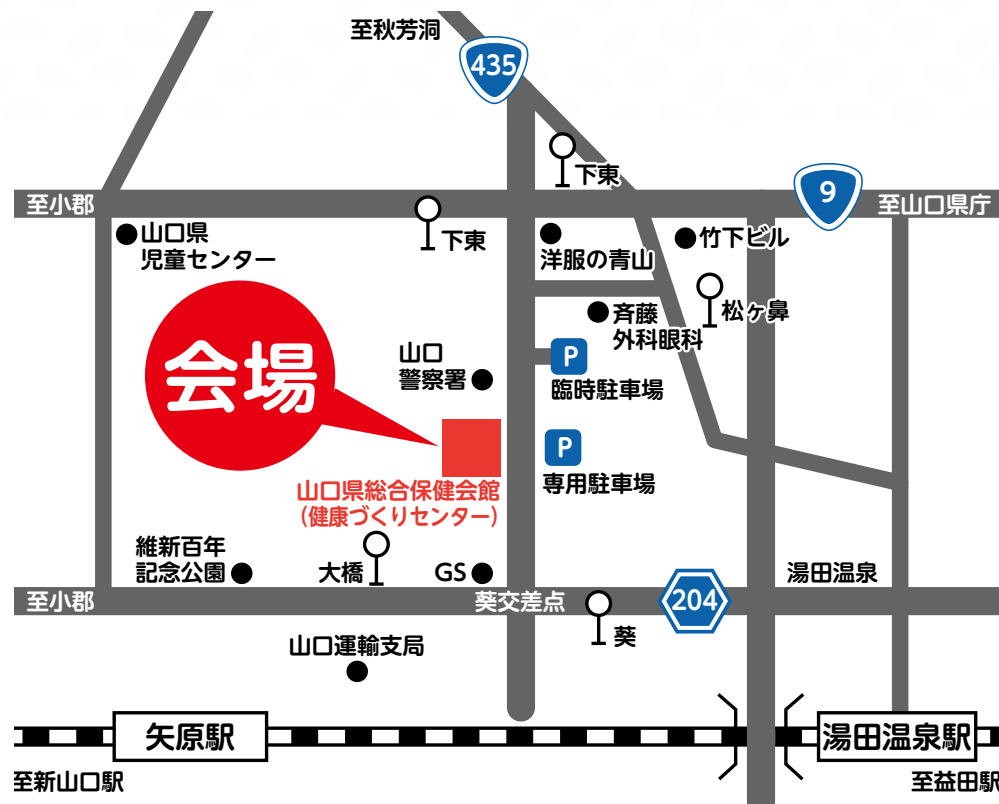 至秋芳洞
435
下東
9
至小郡
至山口県庁
山口県
児童センター
下東
洋服の青山
竹下ビル
松ヶ鼻
斉藤
外科眼科
会場
山口
警察署
P
臨時駐車場
P
専用駐車場
山口県総合保健会館
(健康づくりセンター)
維新百年
記念公園
大橋
GS
湯田温泉
至小郡
葵交差点
204
葵
山口運輸支局
矢原駅
湯田温泉駅
至新山口駅
至益田駅